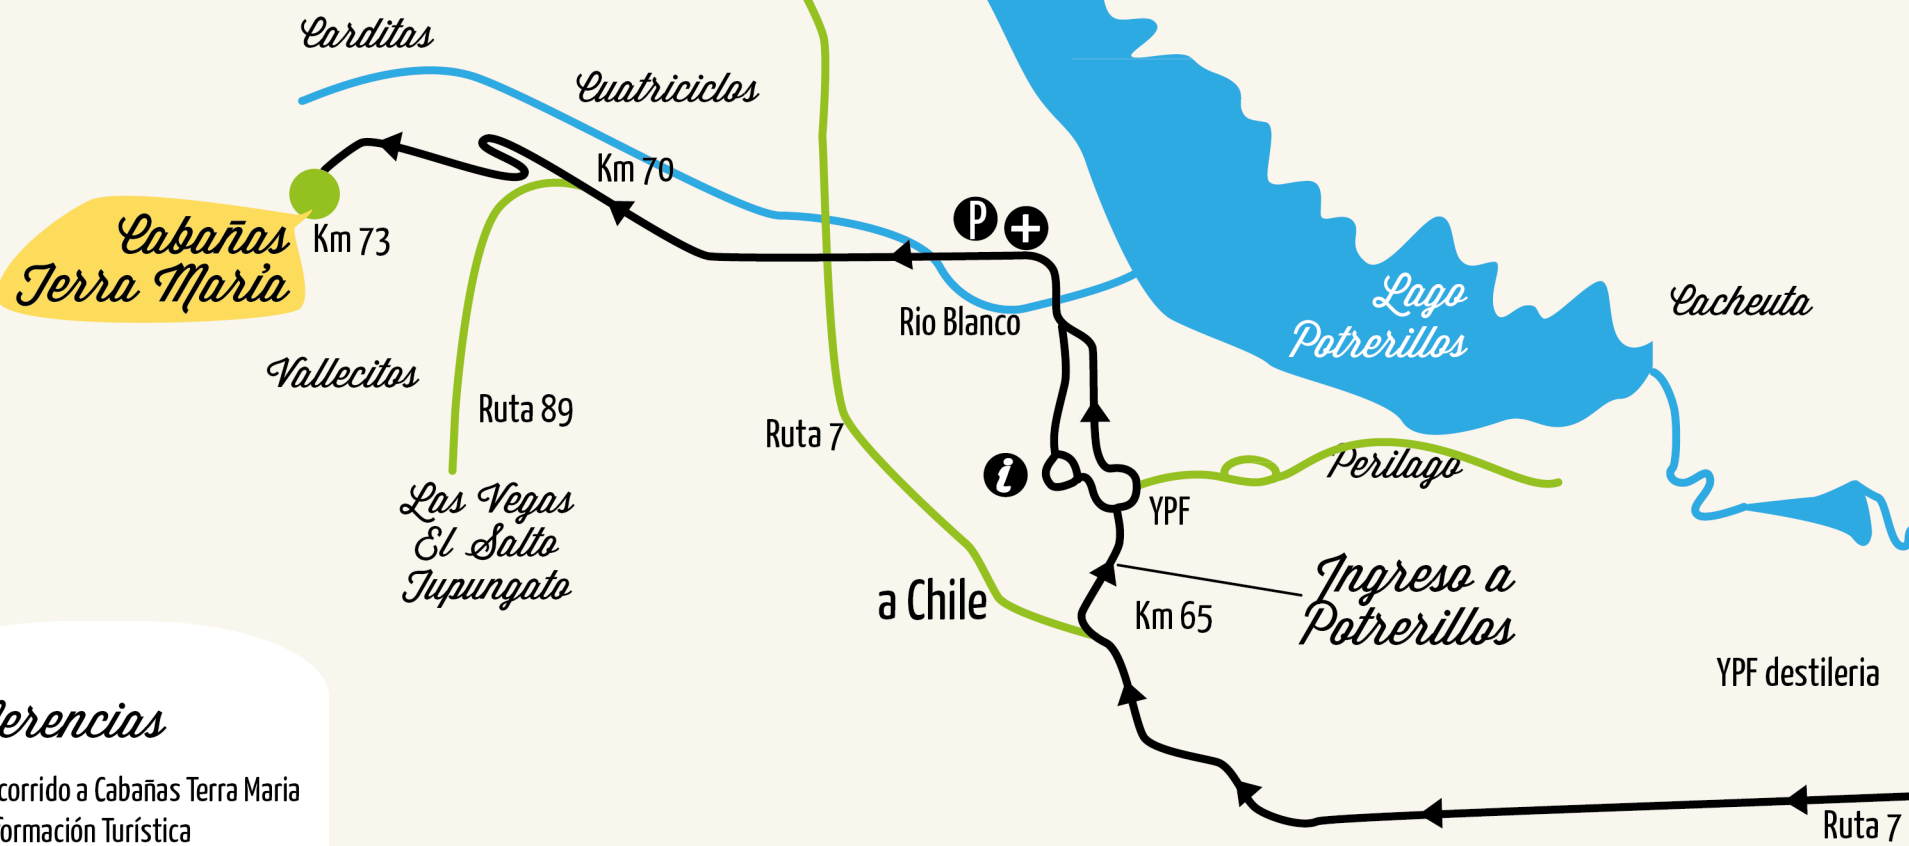 Carditas
Cuatriciclos
Km 70
P
Cabañas
Terra María
Km 73
Rio Blanco
Lago
Potrerillos
Cacheuta
Vallecitos
Ruta 89
Ruta 7
Perilago
i
YPF
Las Vegas
El Salto
Tupungato
a Chile
Km 65
Ingreso a
Potrerillos
YPF destileria
erencias
corrido a Cabañas Terra Maria
formación Turística
Ruta 7